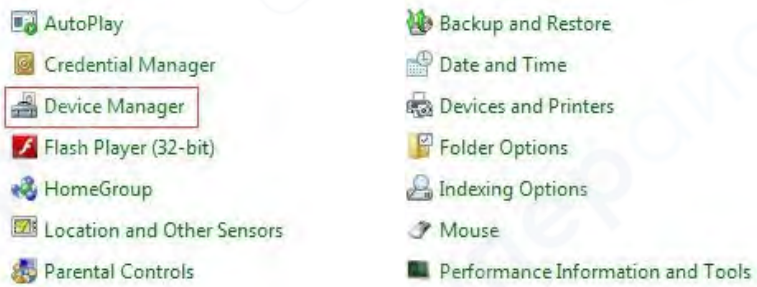 AutoPlay
Backup and Restore
Credential Manager
Date and Time
Device Manager
Devices and Printers
Flash Player (32-bit)
Folder Options
HomeGroup
Indexing Options
Location and Other Sensors
Mouse
Parental Controls
Performance Information and Tools